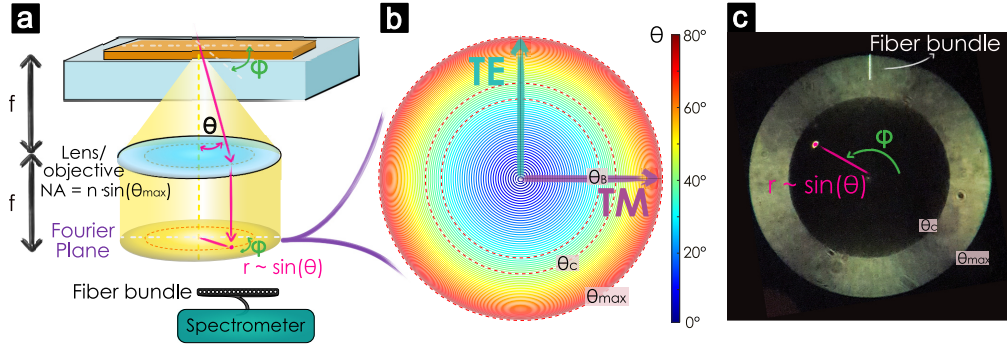 a
f
f
φ
θ
Lens/
objective
NA = n·sin(θmax)
Fourier
Plane
φ
r ~ sin(θ)
Fiber bundle
Spectrometer
b
TE
θB
TM
θc
θmax
θ
80°
60°
40°
20°
0°
c
Fiber bundle
φ
r ~ sin(θ)
θc
θmax